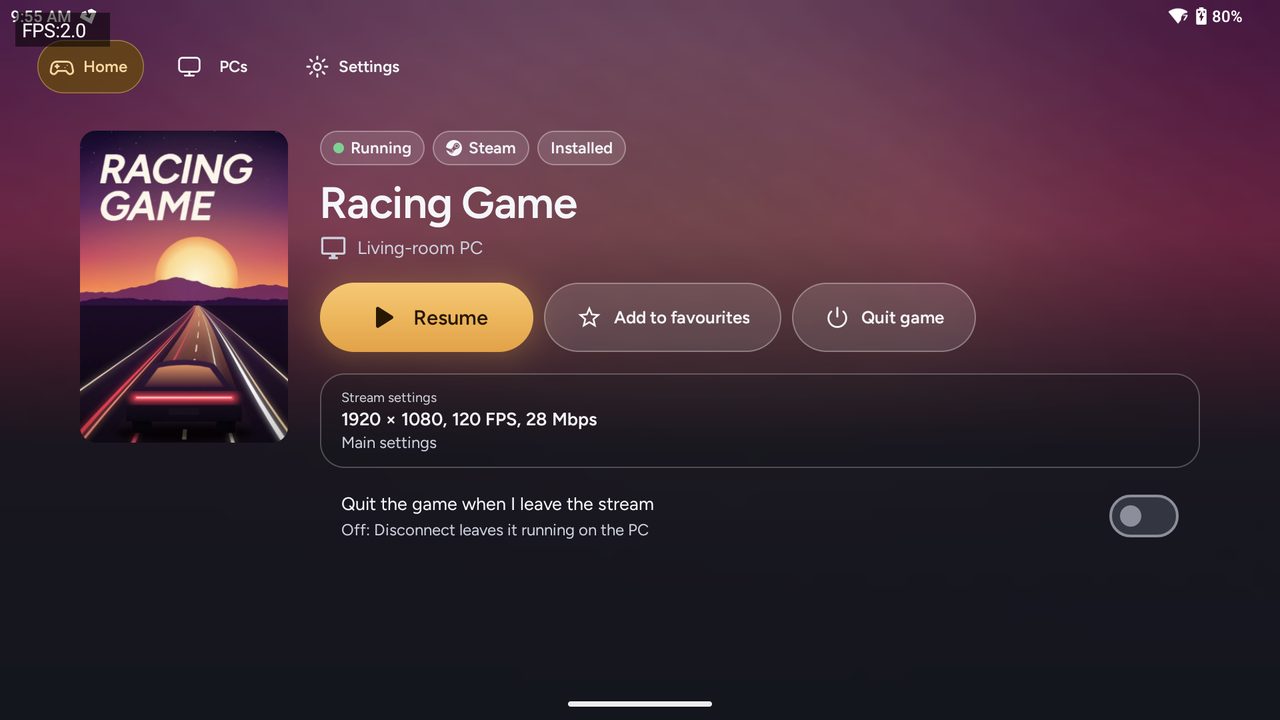 9:55 AM
80%
FPS:2.0
Home
PCs
Settings
RACING
GAME
Running
Steam
Installed
Racing Game
Living-room PC
Resume
Add to favourites
Quit game
Stream settings
1920 × 1080, 120 FPS, 28 Mbps
Main settings
Quit the game when I leave the stream
Off: Disconnect leaves it running on the PC